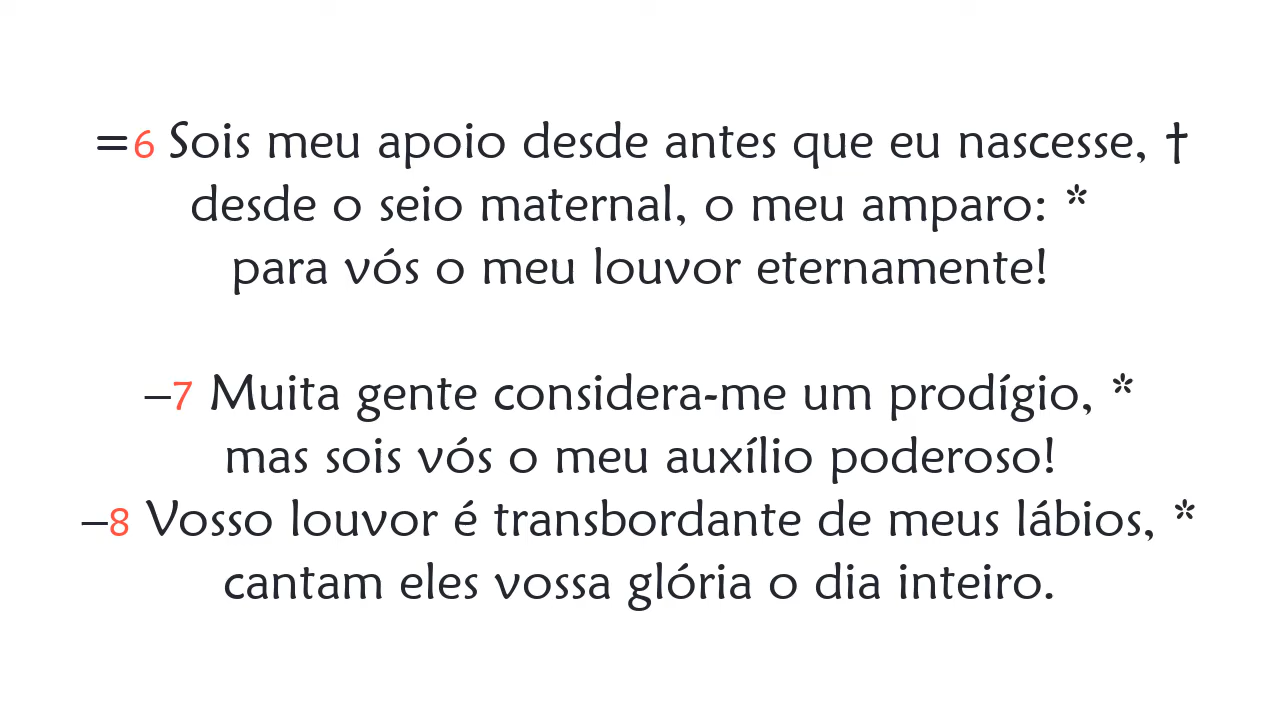 =6 Sois meu apoio desde antes que eu nascesse, †
desde o seio maternal, o meu amparo: *
para vós o meu louvor eternamente!
–7 Muita gente considera-me um prodígio, *
mas sois vós o meu auxílio poderoso!
–8 Vosso louvor é transbordante de meus lábios, *
cantam eles vossa glória o dia inteiro.